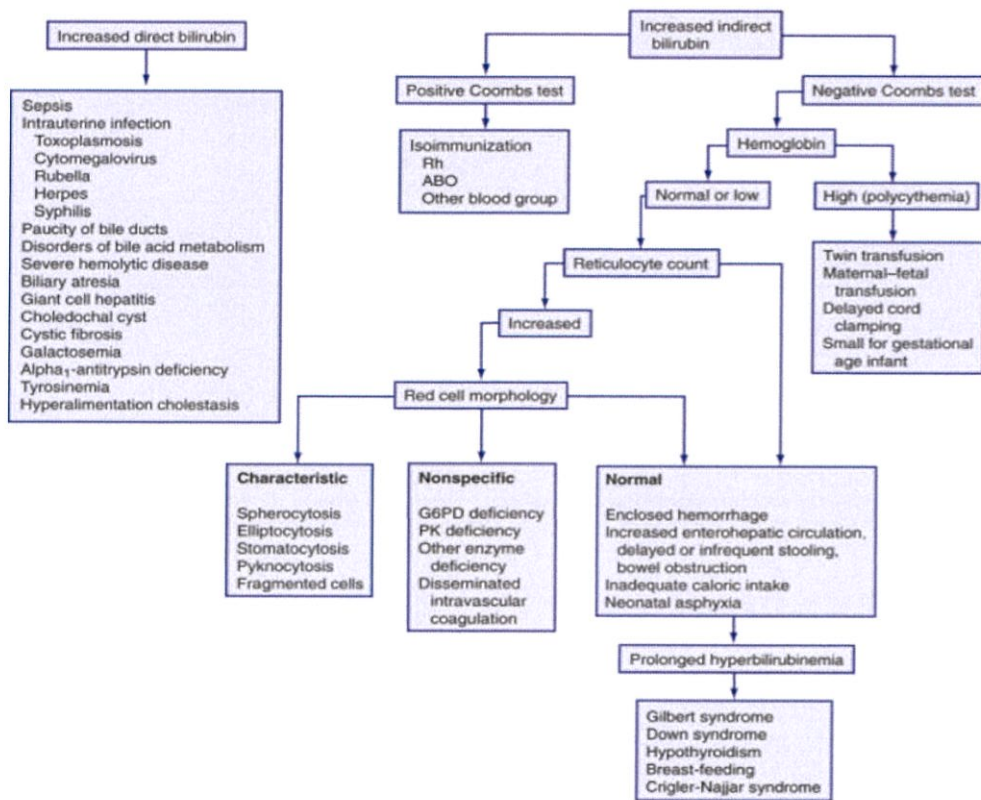 Increased direct bilirubin
Sepsis
Intrauterine infection
Toxoplasmosis
Cytomegalovirus
Rubella
Herpes
Syphilis
Paucity of bile ducts
Disorders of bile acid metabolism
Severe hemolytic disease
Biliary atresia
Giant cell hepatitis
Choledochal cyst
Cystic fibrosis
Galactosemia
Alpha₁-antitrypsin deficiency
Tyrosinemia
Hyperalimentation cholestasis
Increased indirect
bilirubin
Positive Coombs test
Negative Coombs test
Isoimmunization
Rh
ABO
Other blood group
Hemoglobin
Normal or low
High (polycythemia)
Twin transfusion
Maternal–fetal
transfusion
Delayed cord
clamping
Small for gestational
age infant
Reticulocyte count
Increased
Red cell morphology
Characteristic
Spherocytosis
Elliptocytosis
Stomatocytosis
Pyknocytosis
Fragmented cells
Nonspecific
G6PD deficiency
PK deficiency
Other enzyme
deficiency
Disseminated
intravascular
coagulation
Normal
Enclosed hemorrhage
Increased enterohepatic circulation,
delayed or infrequent stooling,
bowel obstruction
Inadequate caloric intake
Neonatal asphyxia
Prolonged hyperbilirubinemia
Gilbert syndrome
Down syndrome
Hypothyroidism
Breast-feeding
Crigler-Najjar syndrome